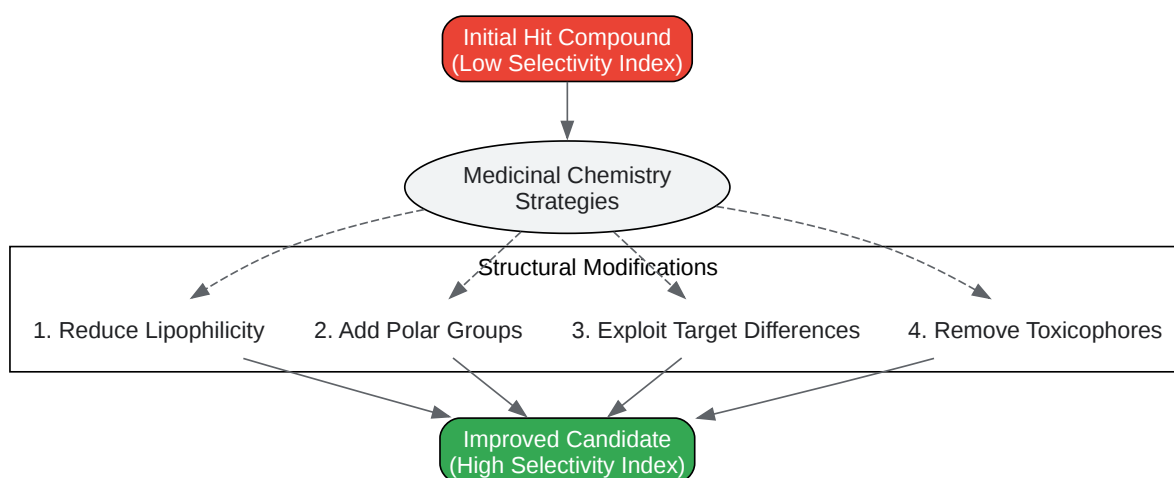 Initial Hit Compound
(Low Selectivity Index)
Medicinal Chemistry
Strategies
Structural Modifications
1. Reduce Lipophilicity
2. Add Polar Groups
3. Exploit Target Differences
4. Remove Toxicophores
Improved Candidate
(High Selectivity Index)